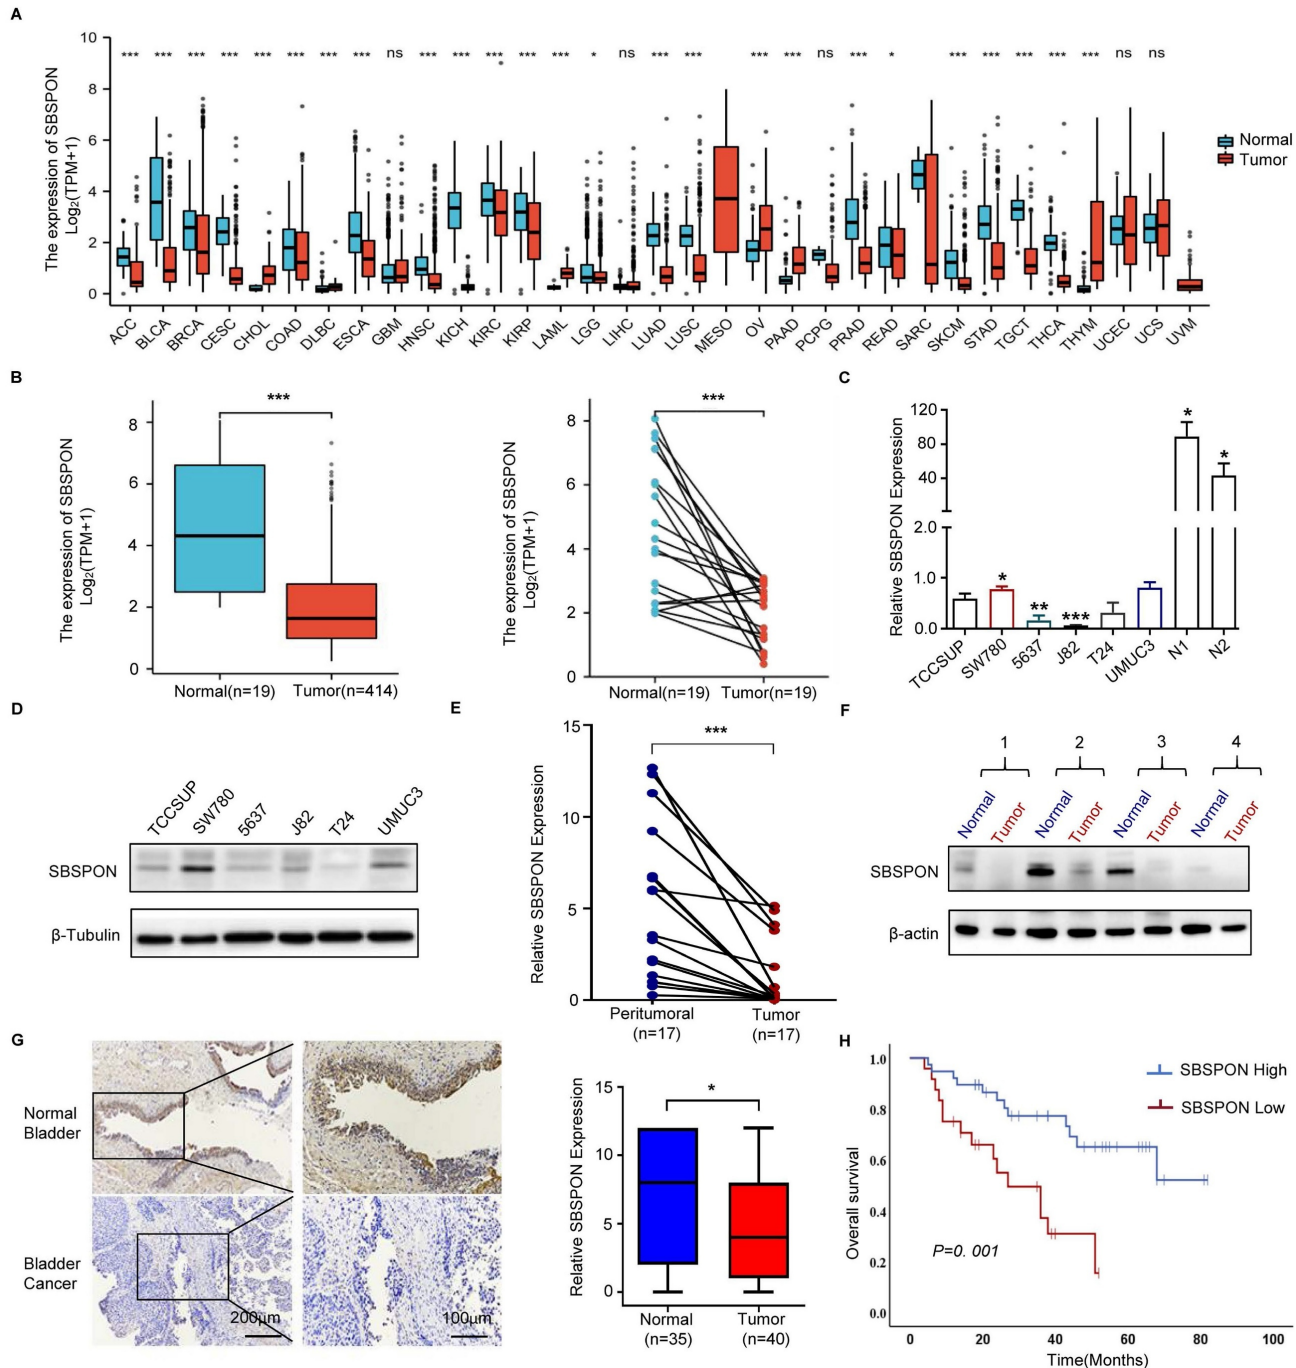 A
The expression of SBSPON
Log₂(TPM+1)
10
8
6
4
2
0
*** *** *** *** *** *** *** *** ns *** *** *** *** *** * ns *** *** *** *** ns *** * *** *** *** *** *** ns ns
Normal
Tumor
ACC BLCA BRCA CESC CHOL COAD DLBC ESCA GBM HNSC KICH KIRC KIRP LAML LGG LIHC LUAD LUSC MESO OV PAAD PCPG PRAD READ SARC SKCM STAD TGCT THCA THYM UCEC UCS UVM
B
The expression of SBSPON
Log₂(TPM+1)
8
6
4
2
0
***
Normal(n=19) Tumor(n=414)
The expression of SBSPON
Log₂(TPM+1)
8
6
4
2
0
***
Normal(n=19) Tumor(n=19)
C
Relative SBSPON Expression
120
80
40
2.0
1.0
0.0
* ** *** * *
TCCSUP SW780 5637 J82 T24 UMUC3 N1 N2
D
TCCSUP SW780 5637 J82 T24 UMUC3
SBSPON
β-Tubulin
E
Relative SBSPON Expression
15
10
5
0
***
Peritumoral Tumor
(n=17) (n=17)
F
1 2 3 4
Normal Tumor Normal Tumor Normal Tumor Normal Tumor
SBSPON
β-actin
G
Normal
Bladder
Bladder
Cancer
200μm
100μm
Relative SBSPON Expression
15
10
5
0
*
Normal Tumor
(n=35) (n=40)
H
Overall survival
1.0
0.8
0.6
0.4
0.2
0.0
SBSPON High
SBSPON Low
P=0. 001
0 20 40 60 80 100
Time(Months)